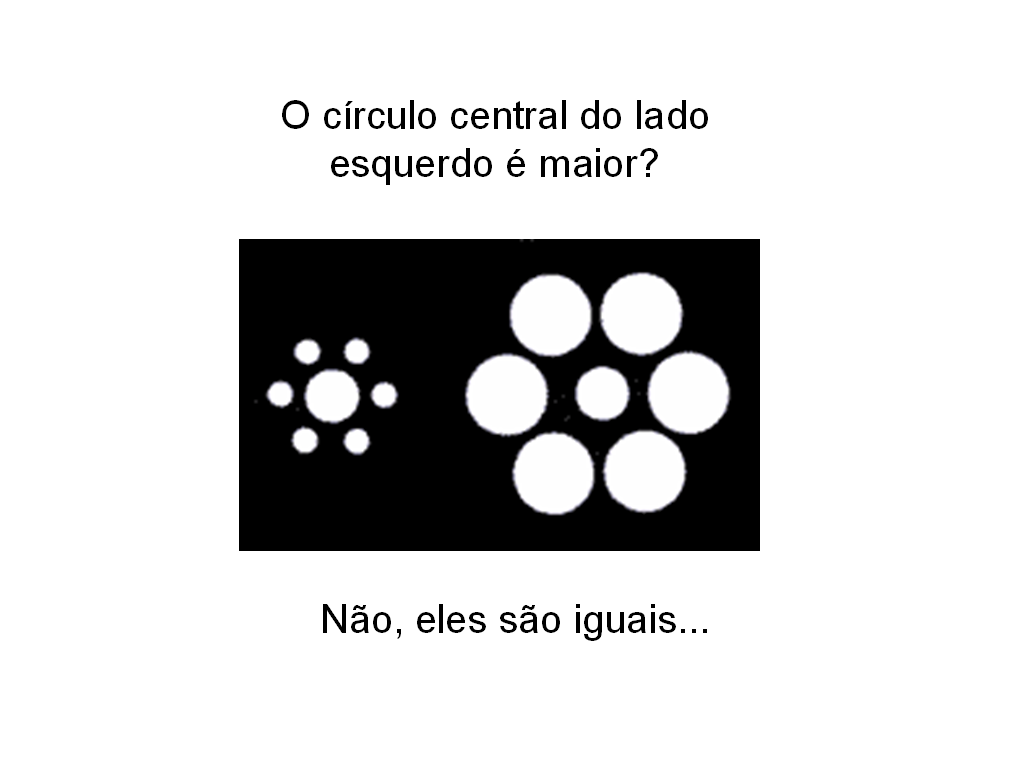 O círculo central do lado
esquerdo é maior?
Não, eles são iguais...